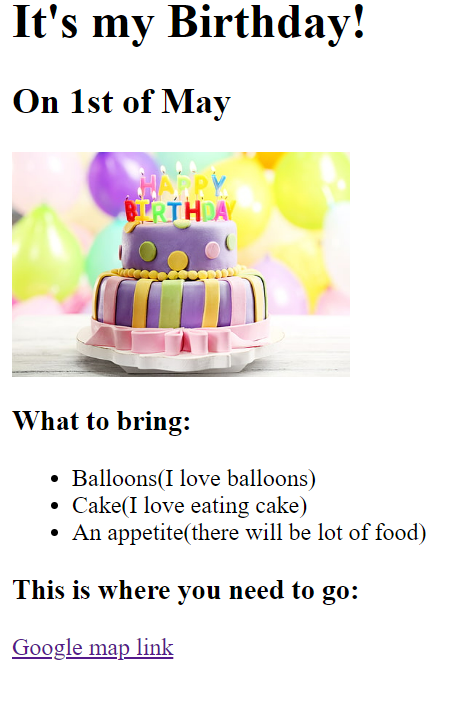 It's my Birthday!
On 1st of May
HAPPY
BIRTHDAY
What to bring:
Balloons(I love balloons)
Cake(I love eating cake)
An appetite(there will be lot of food)
This is where you need to go:
Google map link